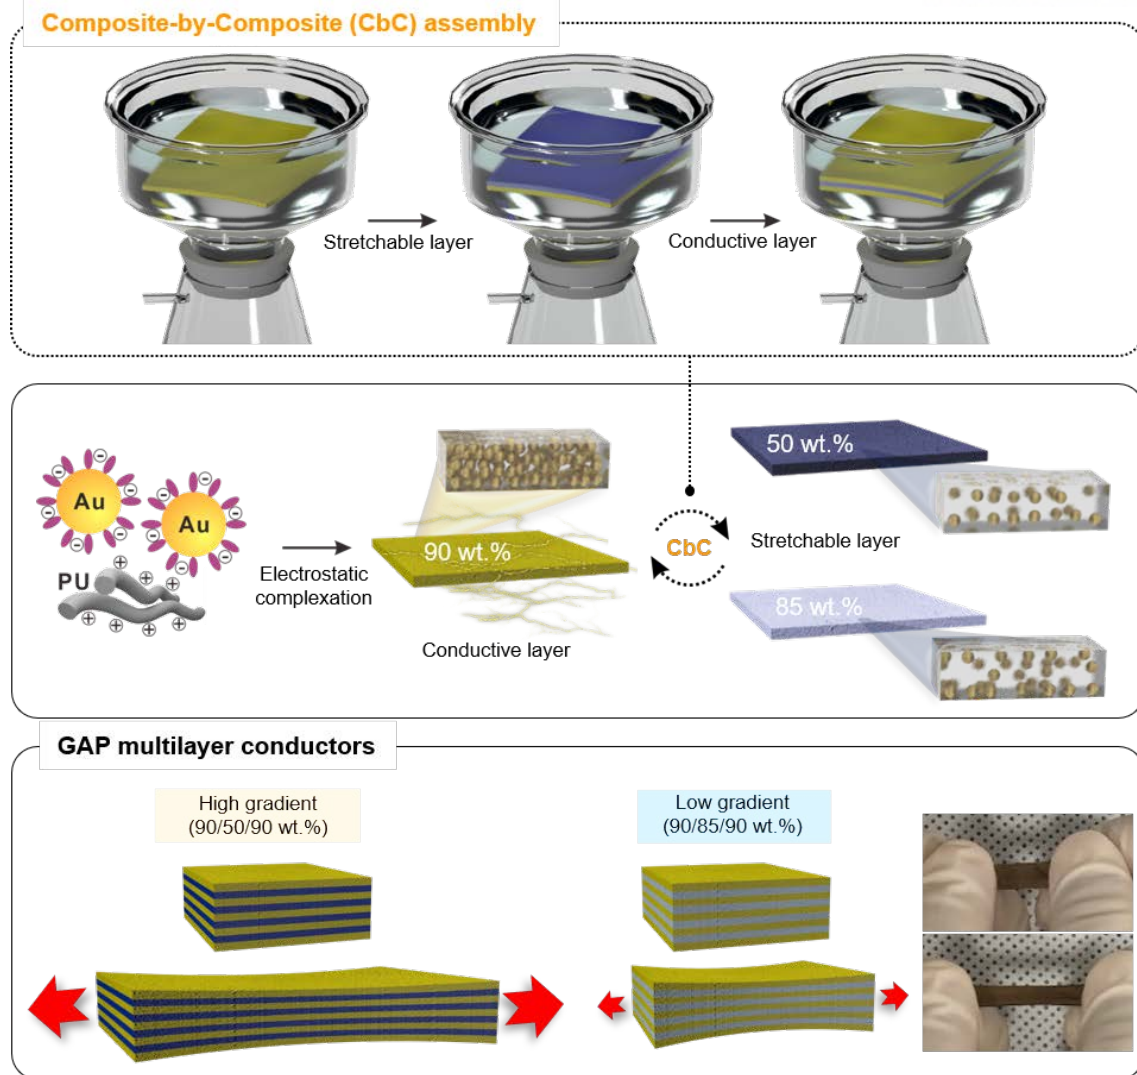 Composite-by-Composite (CbC) assembly
Stretchable layer
Conductive layer
Au
Au
PU
Electrostatic
complexation
90 wt.%
Conductive layer
CbC
50 wt.%
Stretchable layer
85 wt.%
GAP multilayer conductors
High gradient
(90/50/90 wt.%)
Low gradient
(90/85/90 wt.%)